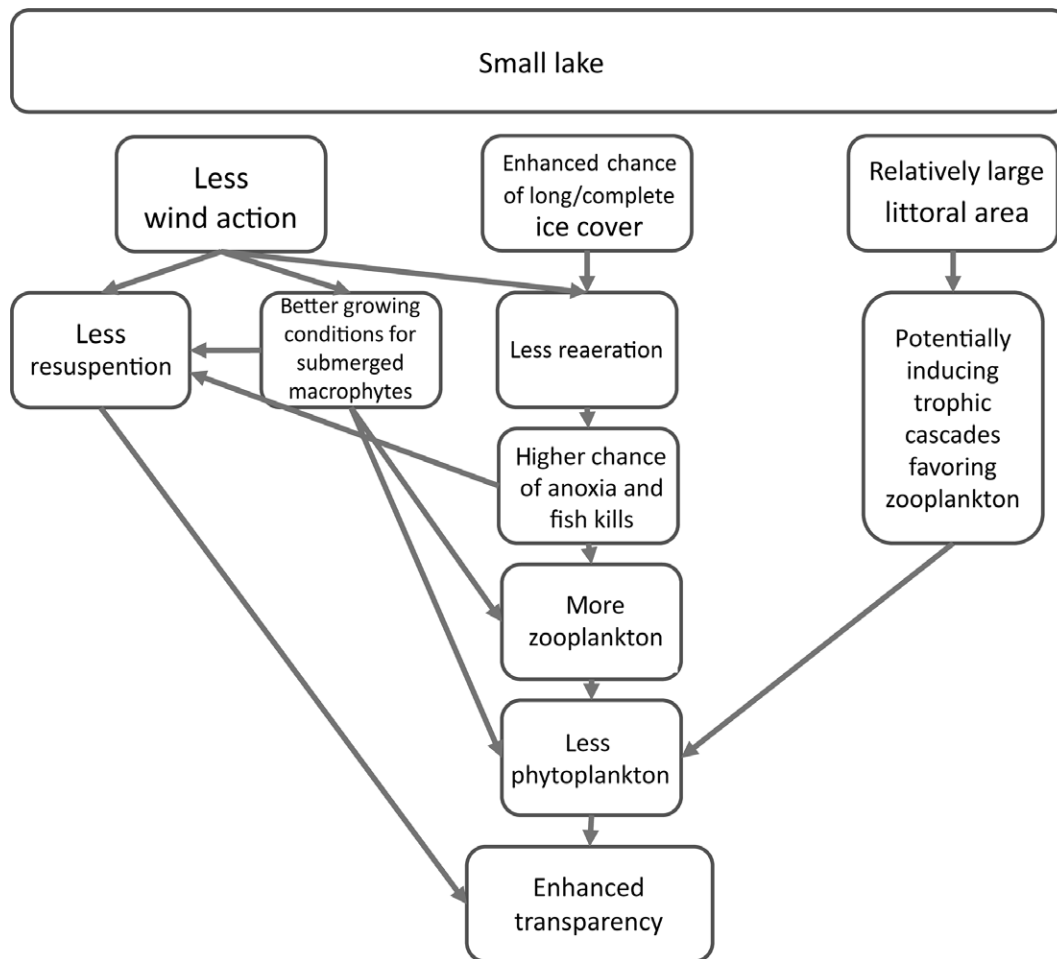 Small lake
Less
wind action
Enhanced chance
of long/complete
ice cover
Relatively large
littoral area
Less
resuspention
Better growing
conditions for
submerged
macrophytes
Less reaeration
Potentially
inducing
trophic
cascades
favoring
zooplankton
Higher chance
of anoxia and
fish kills
More
zooplankton
Less
phytoplankton
Enhanced
transparency